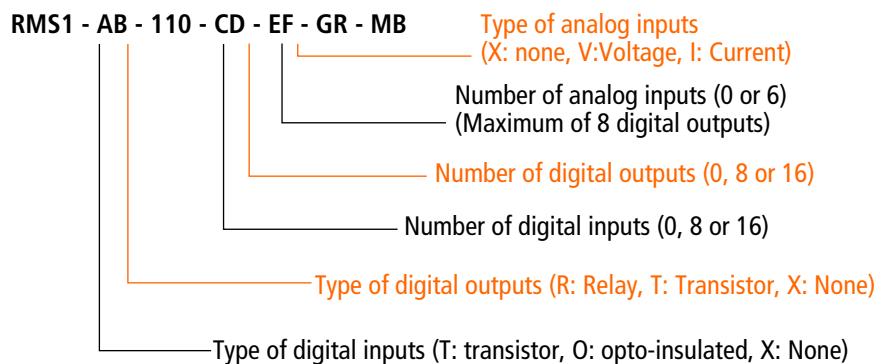 RMS1 - AB - 110 - CD - EF - GR - MB
Type of analog inputs
(X: none, V:Voltage, I: Current)
Number of analog inputs (0 or 6)
(Maximum of 8 digital outputs)
Number of digital outputs (0, 8 or 16)
Number of digital inputs (0, 8 or 16)
Type of digital outputs (R: Relay, T: Transistor, X: None)
Type of digital inputs (T: transistor, O: opto-insulated, X: None)